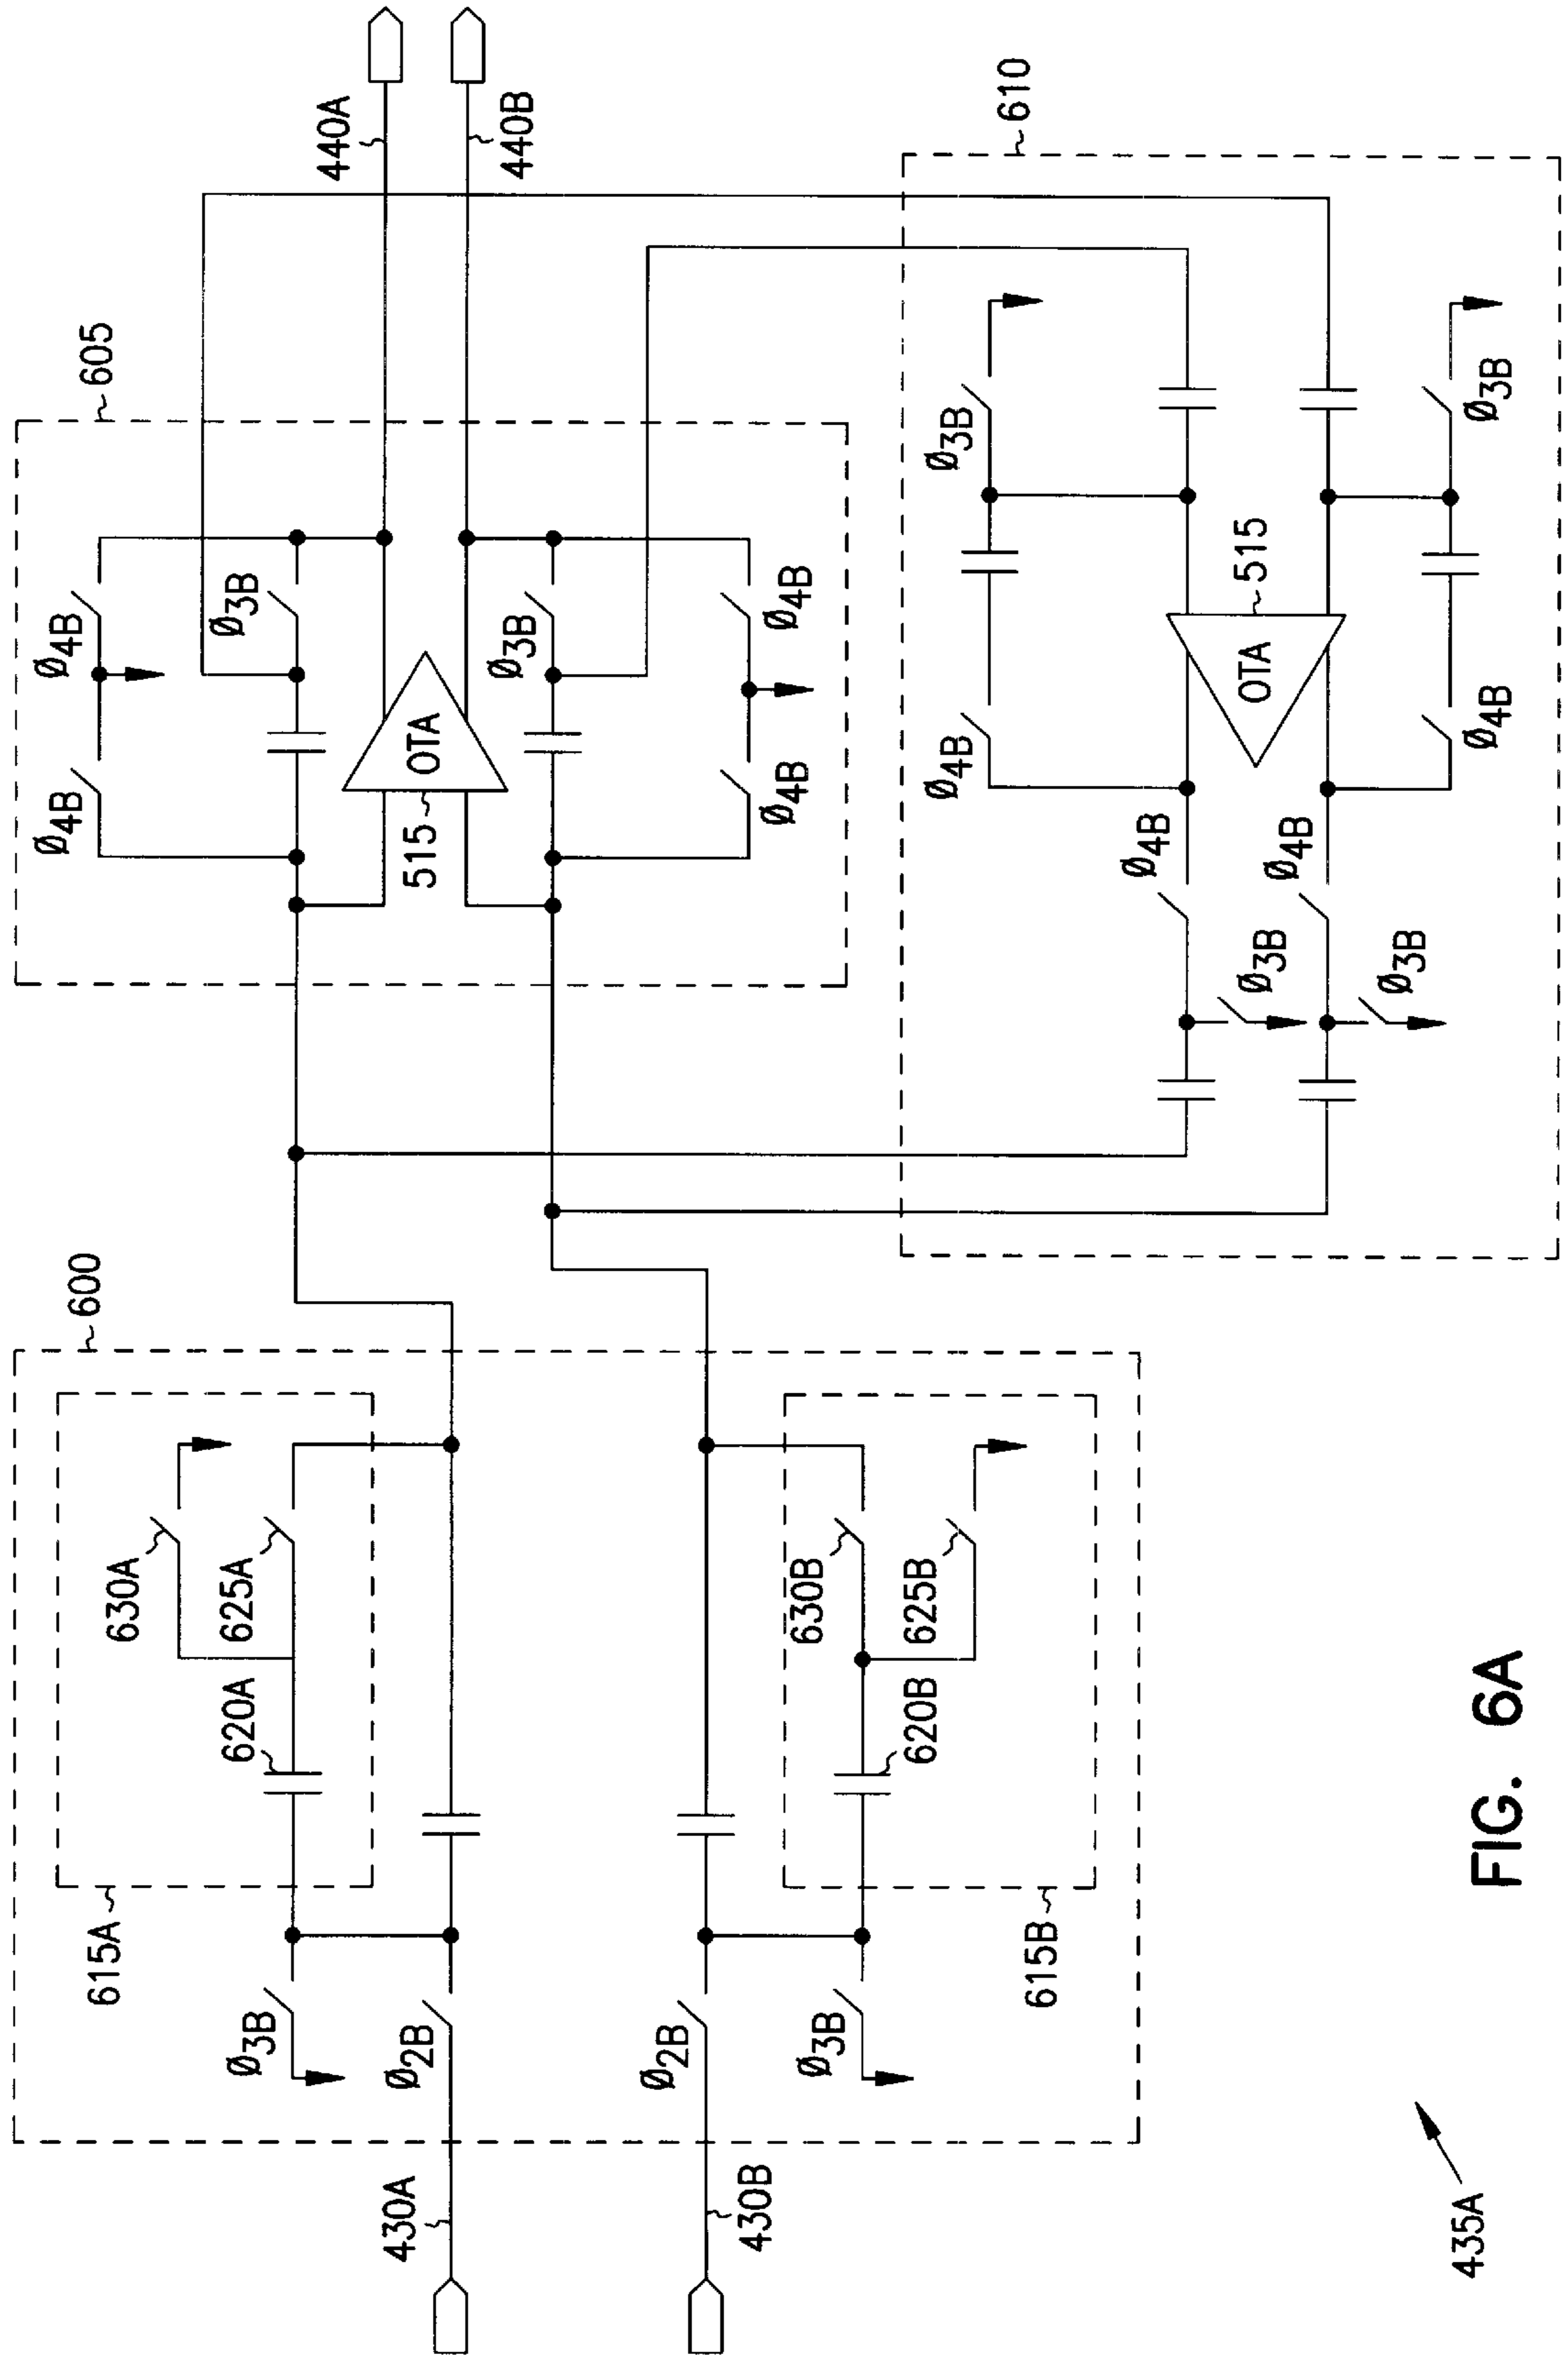 440A
440B
605
610
Ø4B
Ø4B
Ø3B
OTA
515
Ø3B
Ø4B
Ø4B
Ø3B
Ø4B
OTA
515
Ø4B
Ø3B
Ø4B
Ø4B
Ø3B
Ø3B
600
630A
625A
620A
615A
Ø3B
Ø2B
430A
630B
625B
620B
615B
Ø2B
Ø3B
430B
435A
FIG. 6A